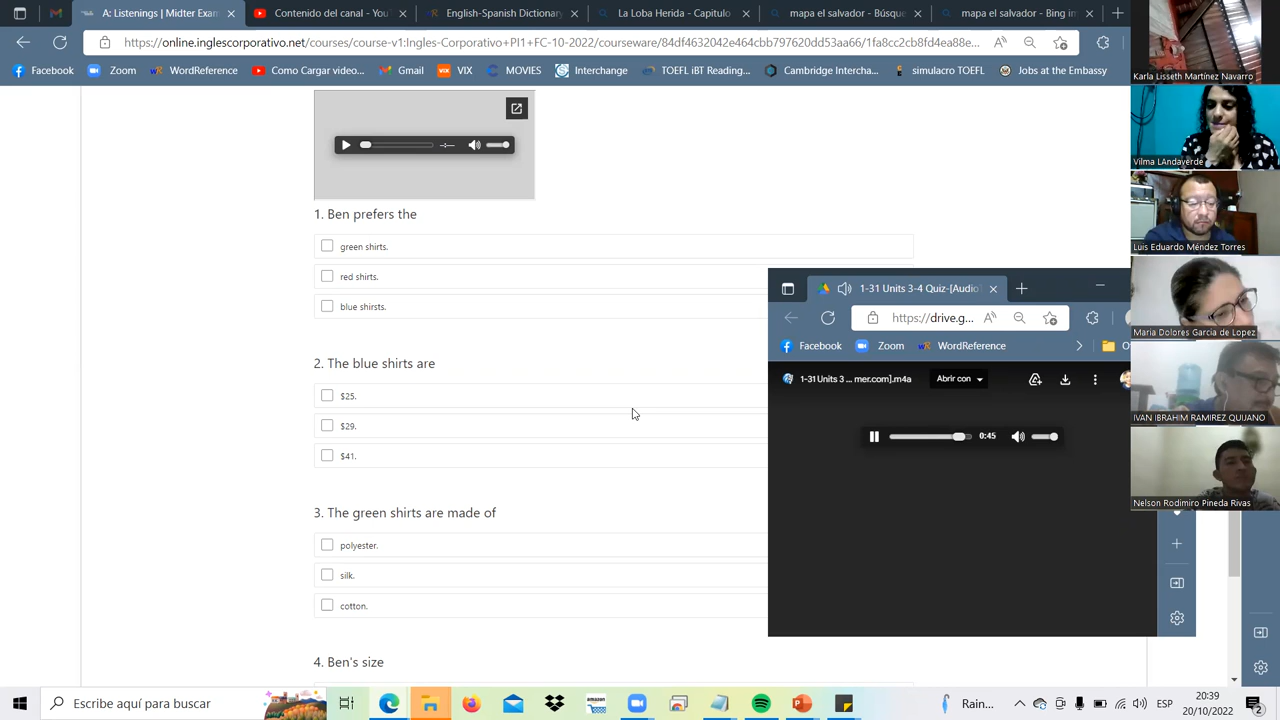 A: Listenings | Midter Exam
Contenido del canal - You
English-Spanish Dictionary
La Loba Herida - Capitulo
mapa el salvador - Búsqu
mapa el salvador - Bing im
https://online.inglescorporativo.net/courses/course-v1:Ingles-Corporativo+PI1+FC-10-2022/courseware/84df4632042e464cbb797620dd53aa66/1fa8cc2cb8fd4ea88e...
Facebook
Zoom
WordReference
Como Cargar video...
Gmail
VIX
MOVIES
Interchange
TOEFL iBT Reading...
Cambridge Intercha...
simulacro TOEFL
Jobs at the Embassy
1. Ben prefers the
green shirts.
red shirts.
blue shirsts.
2. The blue shirts are
$25.
$29.
$41.
3. The green shirts are made of
polyester.
silk.
cotton.
4. Ben's size
1-31 Units 3-4 Quiz-[AudioT
https://drive.g...
Facebook
Zoom
WordReference
1-31 Units 3 ... mer.com].m4a
Abrir con
0:45
Karla Lisseth Martínez Navarro
Vilma LAndaverde
Luis Eduardo Méndez Torres
Maria Dolores Garcia de Lopez
IVAN IBRAHIM RAMIREZ QUIJANO
Nelson Rodimiro Pineda Rivas
Escribe aquí para buscar
amazon
Rain...
ESP
20:39
20/10/2022
2